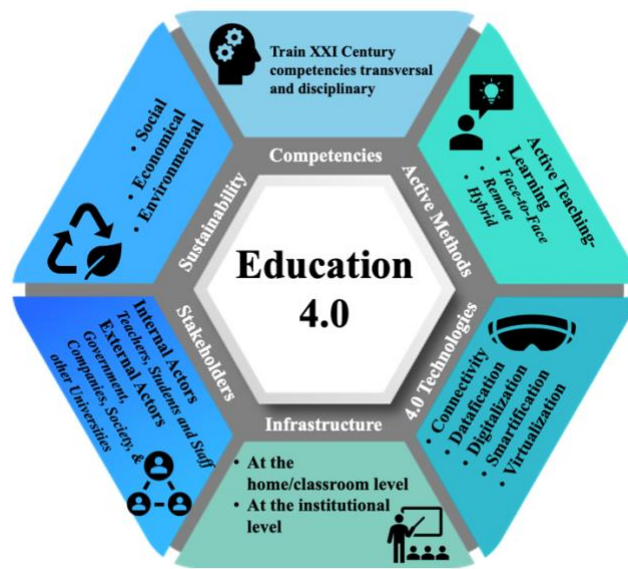 Train XXI Century
competencies transversal
and disciplinary
Competencies
Active Teaching-
Learning
• Face-to-Face
• Remote
• Hybrid
Active Methods
• Connectivity
• Datafication
• Digitalization
• Smartification
• Virtualization
4.0 Technologies
Infrastructure
• At the
home/classroom level
• At the institutional
level
Stakeholders
Internal Actors
Teachers, Students and Staff
External Actors
Government,
Companies, Society, &
other Universities
Sustainability
• Social
• Economical
• Environmental
Education
4.0